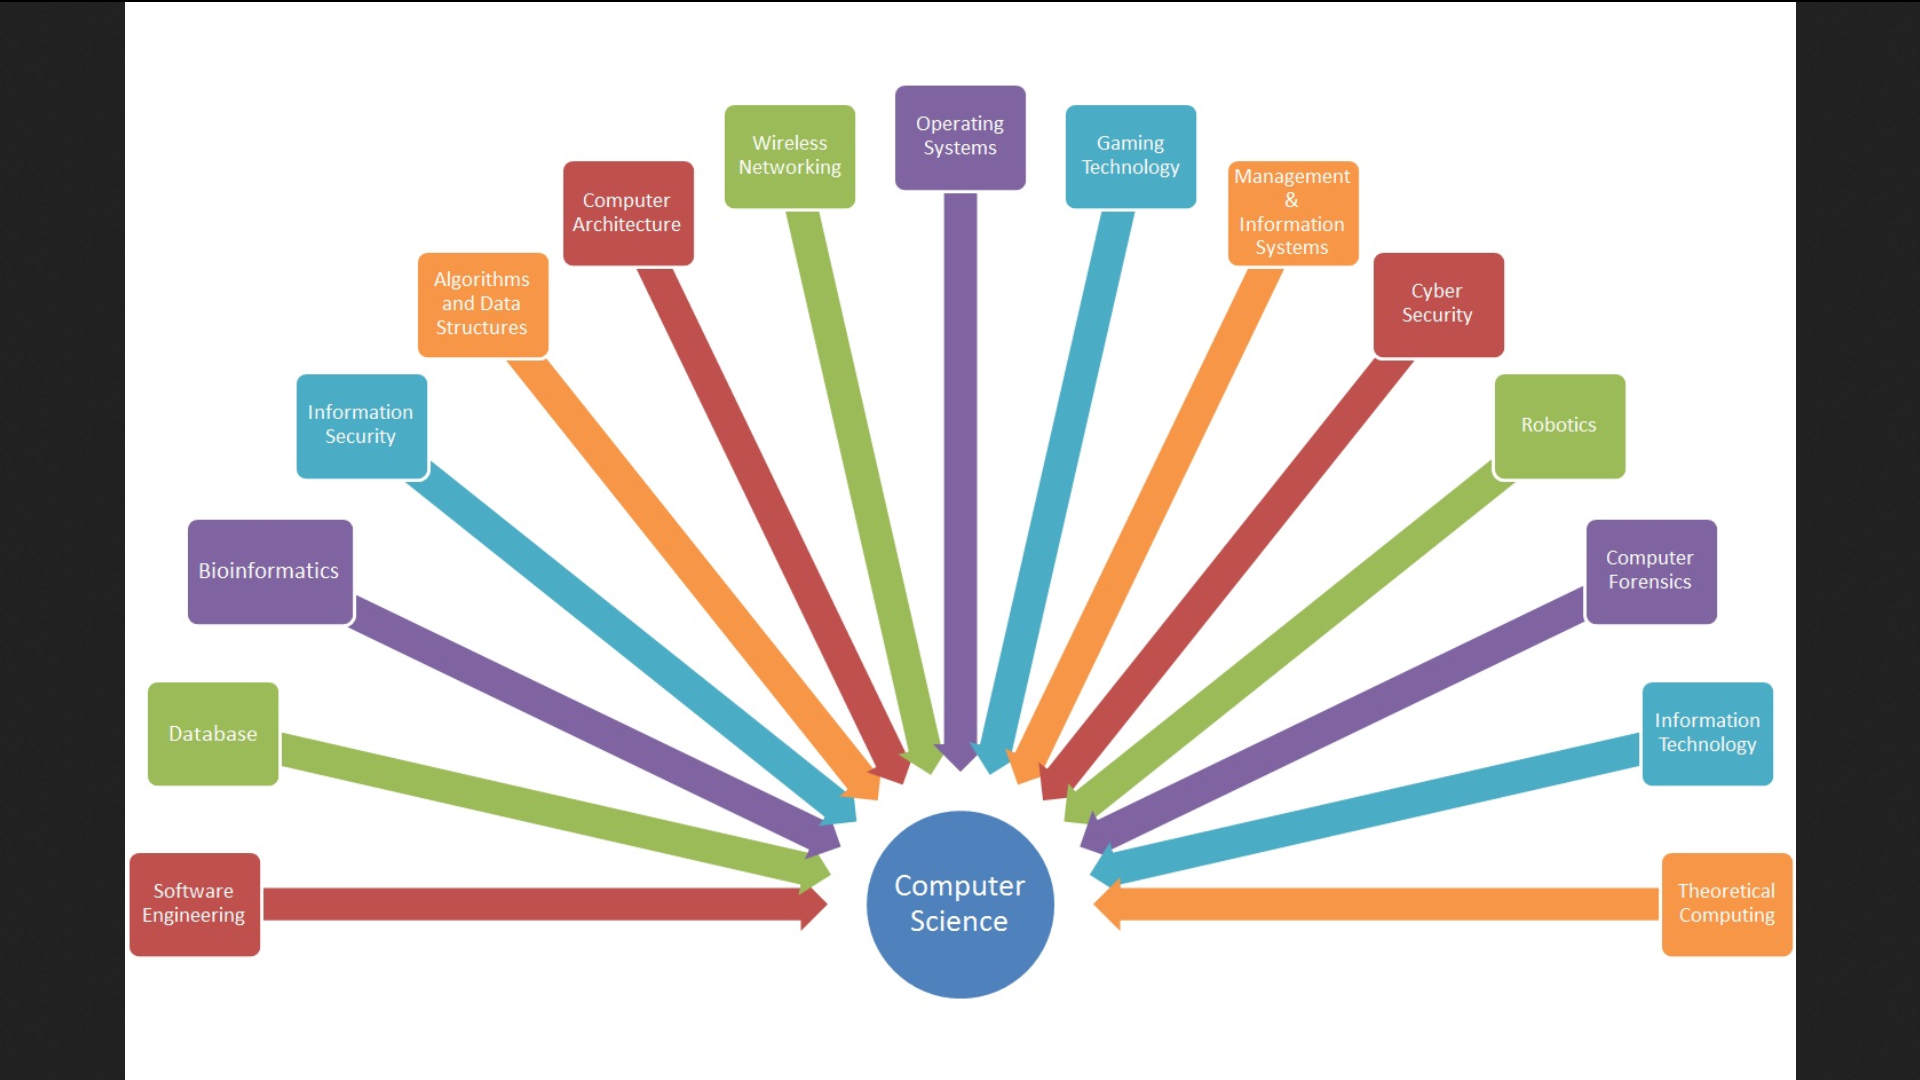 Operating
Systems
Wireless
Networking
Gaming
Technology
Computer
Architecture
Management
&
Information
Systems
Algorithms
and Data
Structures
Cyber
Security
Information
Security
Robotics
Bioinformatics
Computer
Forensics
Database
Information
Technology
Software
Engineering
Computer
Science
Theoretical
Computing